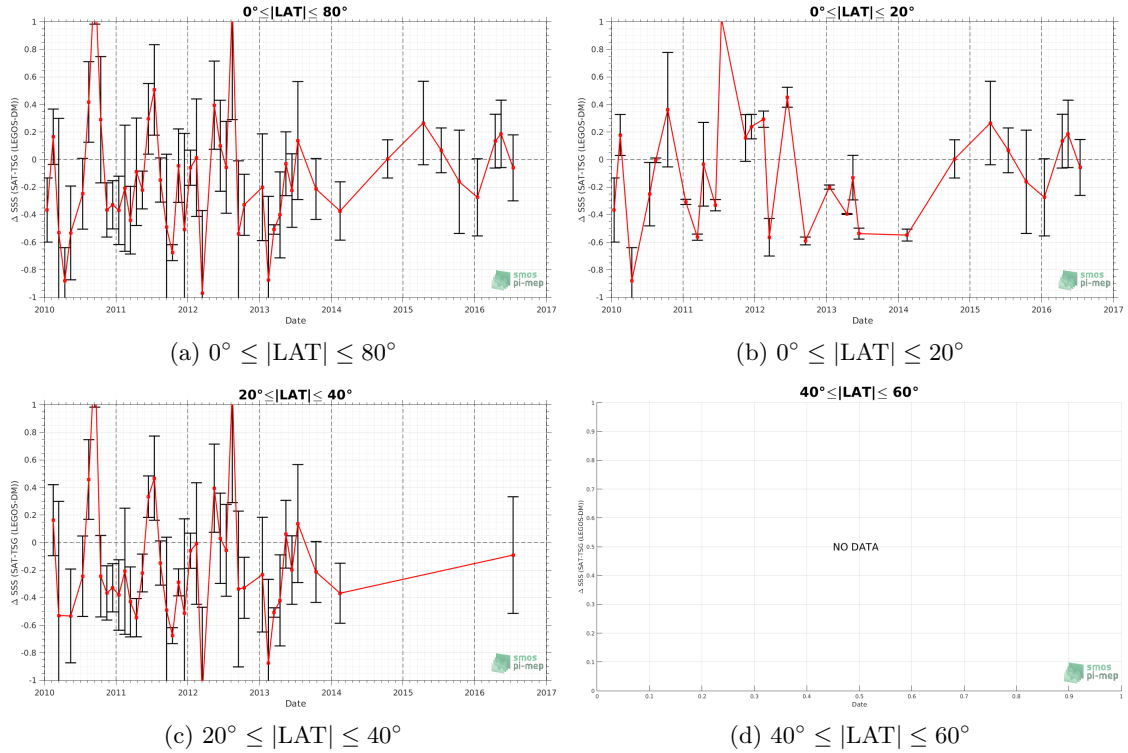 0°≤|LAT|≤ 80°
Δ SSS (SAT-TSG (LEGOS-DM))
1
0.8
0.6
0.4
0.2
0
-0.2
-0.4
-0.6
-0.8
-1
2010 2011 2012 2013 2014 2015 2016 2017
Date
smos
pi-mep
(a) 0° ≤ |LAT| ≤ 80°
0°≤|LAT|≤ 20°
Δ SSS (SAT-TSG (LEGOS-DM))
1
0.8
0.6
0.4
0.2
0
-0.2
-0.4
-0.6
-0.8
-1
2010 2011 2012 2013 2014 2015 2016 2017
Date
smos
pi-mep
(b) 0° ≤ |LAT| ≤ 20°
20°≤|LAT|≤ 40°
Δ SSS (SAT-TSG (LEGOS-DM))
1
0.8
0.6
0.4
0.2
0
-0.2
-0.4
-0.6
-0.8
-1
2010 2011 2012 2013 2014 2015 2016 2017
Date
smos
pi-mep
(c) 20° ≤ |LAT| ≤ 40°
40°≤|LAT|≤ 60°
Δ SSS (SAT-TSG (LEGOS-DM))
1
0.9
0.8
0.7
0.6
0.5
0.4
0.3
0.2
0.1
0
NO DATA
0 0.1 0.2 0.3 0.4 0.5 0.6 0.7 0.8 0.9 1
Date
smos
pi-mep
(d) 40° ≤ |LAT| ≤ 60°